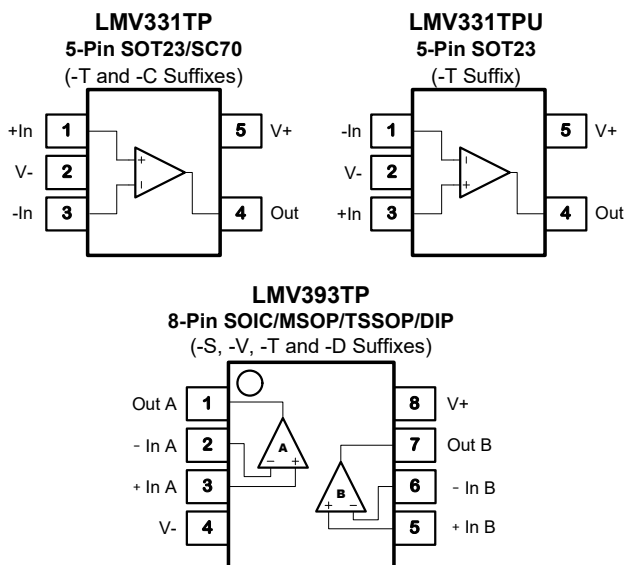 LMV331TP
5-Pin SOT23/SC70
(-T and -C Suffixes)
+In 1 5 V+
V- 2
-In 3 4 Out
+
-
LMV331TPU
5-Pin SOT23
(-T Suffix)
-In 1 5 V+
V- 2
+In 3 4 Out
-
+
LMV393TP
8-Pin SOIC/MSOP/TSSOP/DIP
(-S, -V, -T and -D Suffixes)
Out A 1 8 V+
- In A 2 7 Out B
+ In A 3 6 - In B
V- 4 5 + In B
A
- +
B
+ -